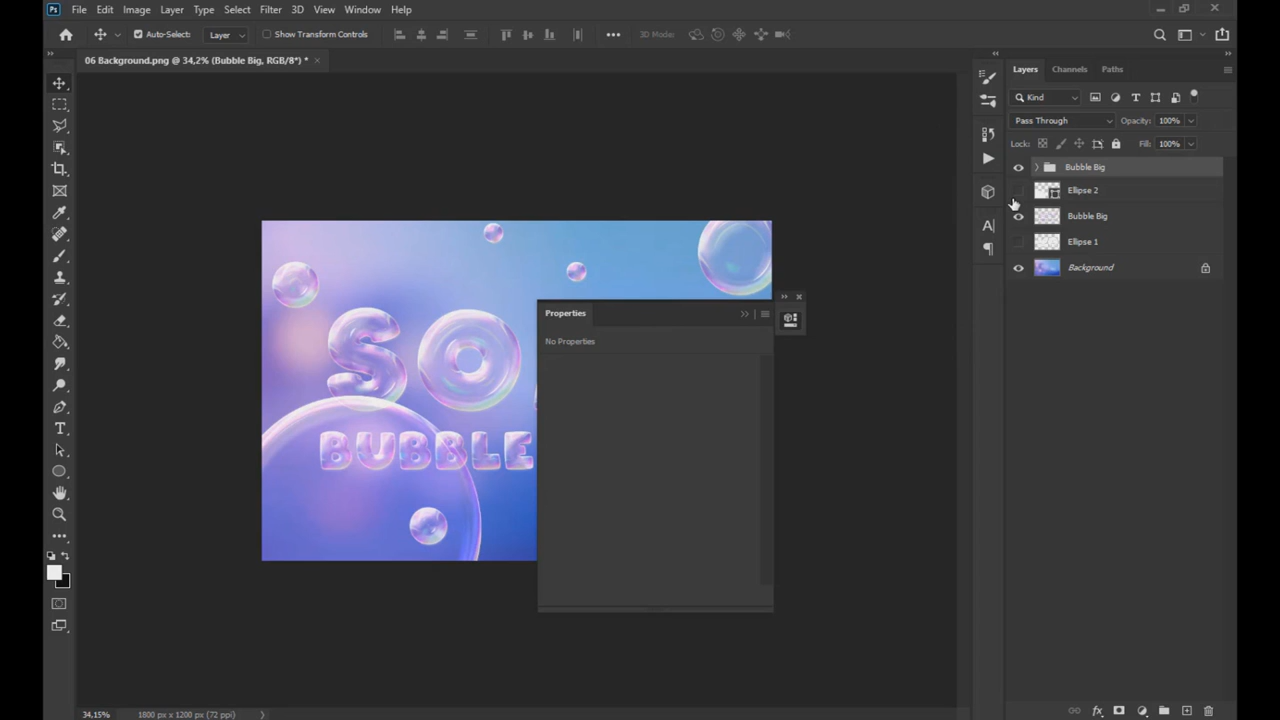 Ps File Edit Image Layer Type Select Filter 3D View Window Help
Auto-Select: Layer Show Transform Controls 3D Mode:
06 Background.png @ 34,2% (Bubble Big, RGB/8*) *
Layers Channels Paths
Kind
Pass Through Opacity: 100%
Lock: Fill: 100%
Bubble Big
Ellipse 2
Bubble Big
Ellipse 1
Background
Properties
No Properties
SO
BUBBLE
34,15% 1800 px x 1200 px (72 ppi)